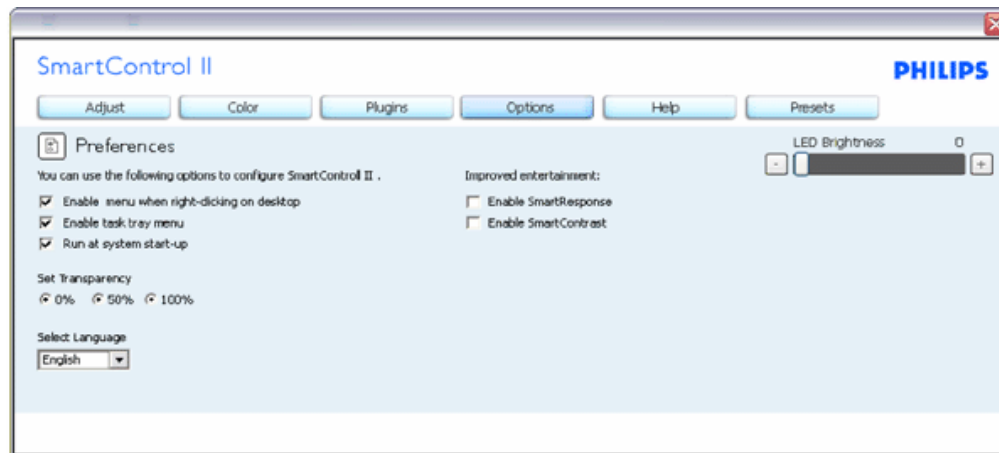 SmartControl II
PHILIPS
Adjust Color Plugins Options Help Presets
Preferences
LED Brightness 0
- +
You can use the following options to configure SmartControl II .
Improved entertainment:
Enable menu when right-clicking on desktop
Enable SmartResponse
Enable task tray menu
Enable SmartContrast
Run at system start-up
Set Transparency
0% 50% 100%
Select Language
English